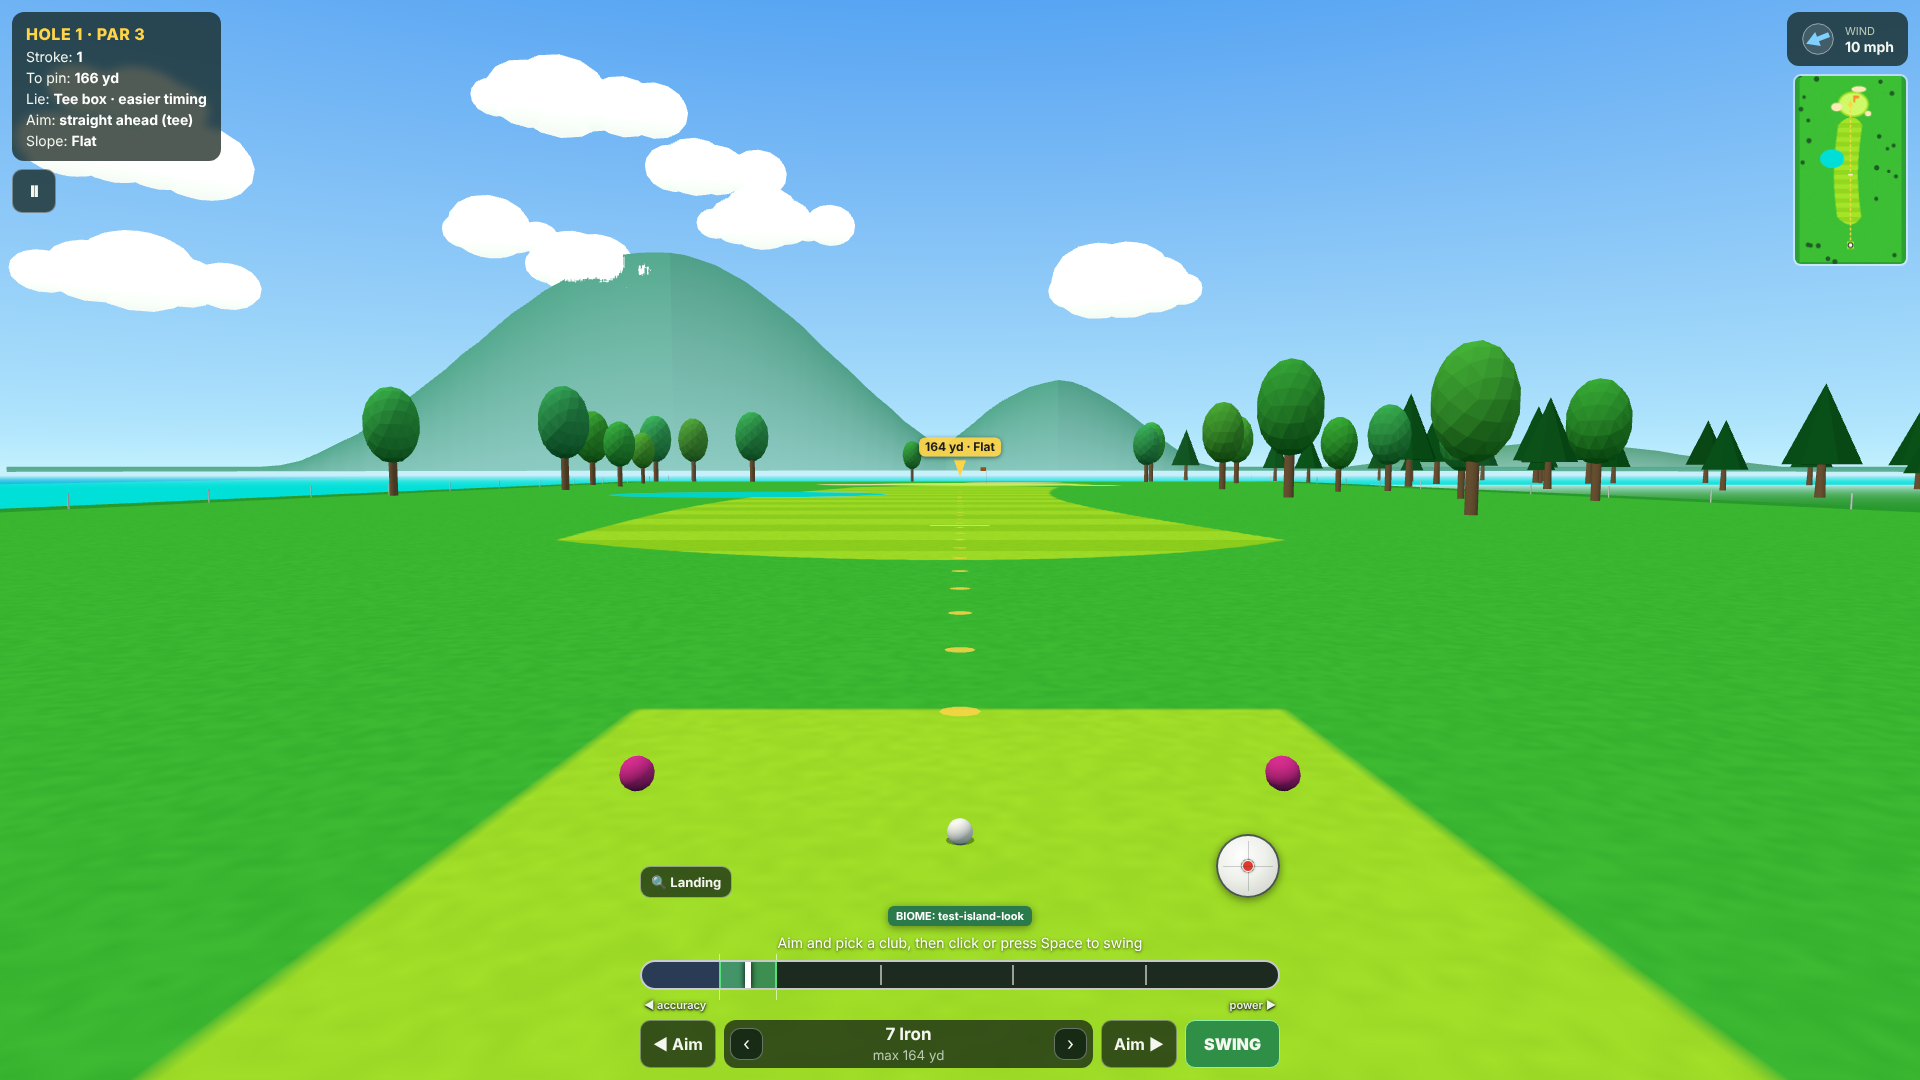 HOLE 1 · PAR 3
Stroke: 1
To pin: 166 yd
Lie: Tee box · easier timing
Aim: straight ahead (tee)
Slope: Flat
WIND
10 mph
164 yd · Flat
Landing
BIOME: test-island-look
Aim and pick a club, then click or press Space to swing
◀ accuracy
power ▶
◀ Aim
‹
7 Iron
max 164 yd
›
Aim ▶
SWING